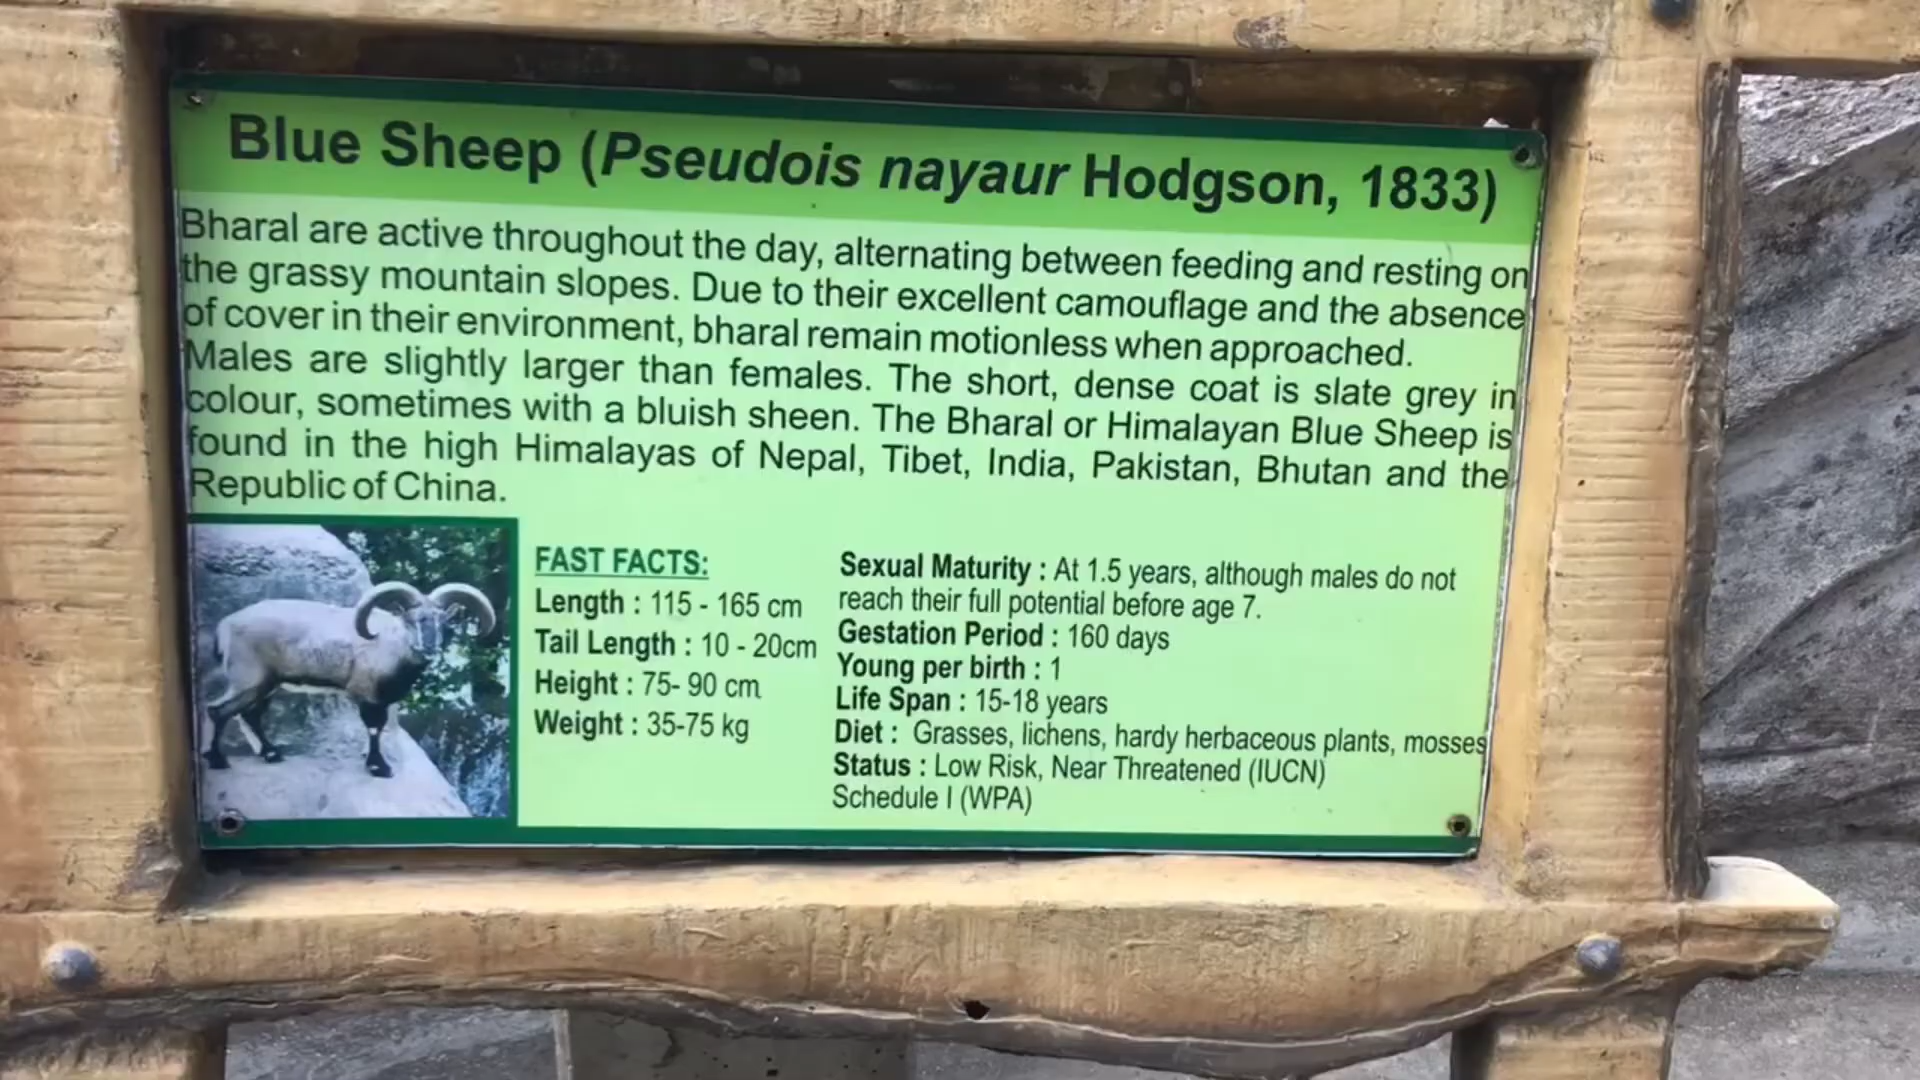 Blue Sheep (Pseudois nayaur Hodgson, 1833)
Bharal are active throughout the day, alternating between feeding and resting on
the grassy mountain slopes. Due to their excellent camouflage and the absence
of cover in their environment, bharal remain motionless when approached.
Males are slightly larger than females. The short, dense coat is slate grey in
colour, sometimes with a bluish sheen. The Bharal or Himalayan Blue Sheep is
found in the high Himalayas of Nepal, Tibet, India, Pakistan, Bhutan and the
Republic of China.
FAST FACTS:
Length : 115 - 165 cm
Tail Length : 10 - 20cm
Height : 75- 90 cm
Weight : 35-75 kg
Sexual Maturity : At 1.5 years, although males do not
reach their full potential before age 7.
Gestation Period : 160 days
Young per birth : 1
Life Span : 15-18 years
Diet : Grasses, lichens, hardy herbaceous plants, mosses
Status : Low Risk, Near Threatened (IUCN)
Schedule I (WPA)